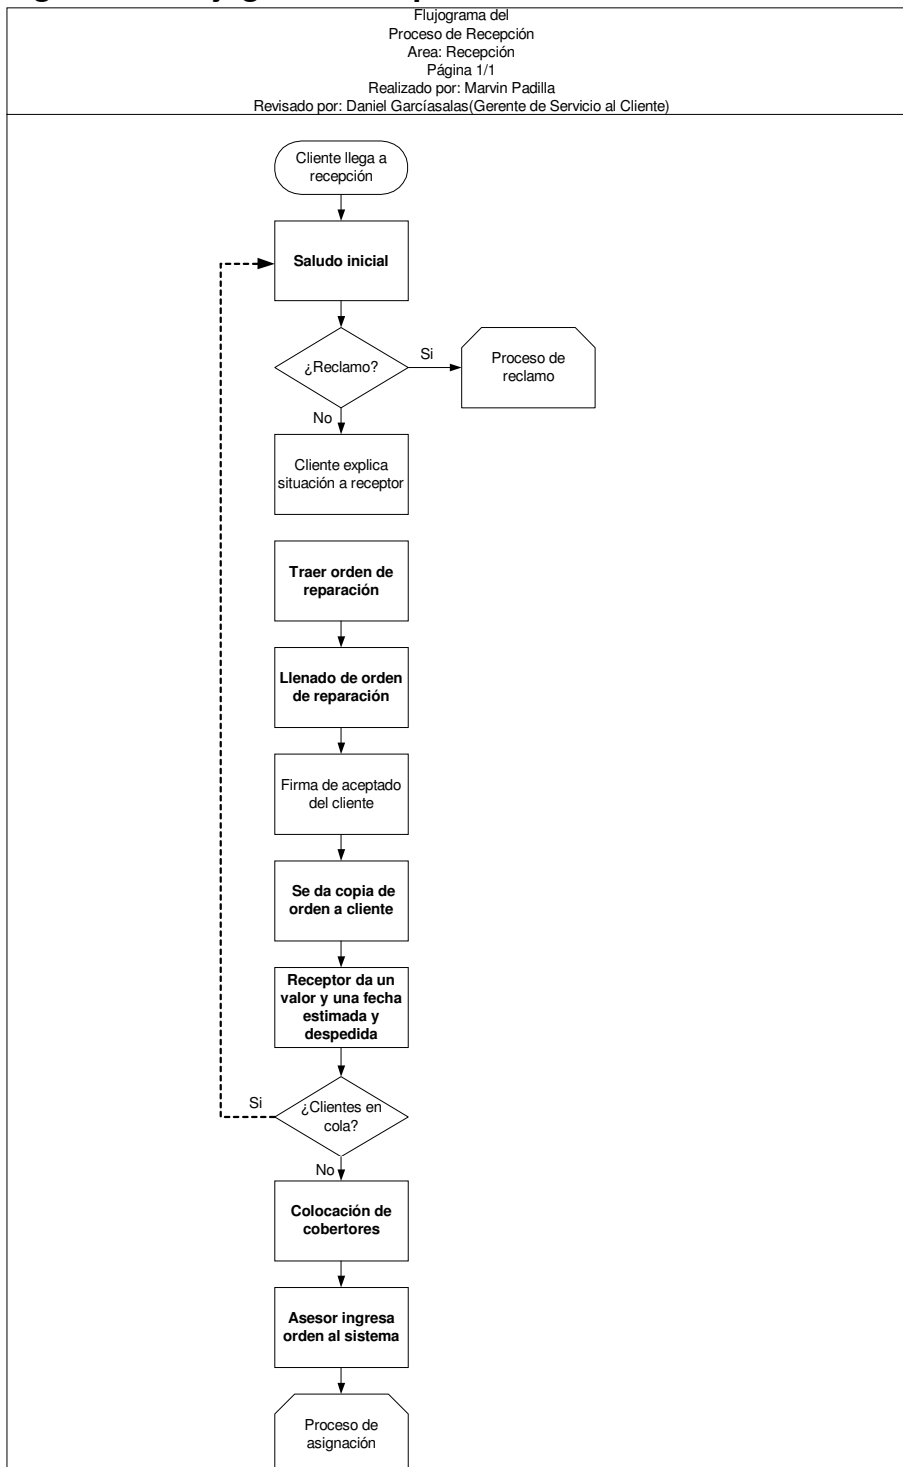 Flujograma del
Proceso de Recepción
Area: Recepción
Página 1/1
Realizado por: Marvin Padilla
Revisado por: Daniel Garcíasalas(Gerente de Servicio al Cliente)
Cliente llega a
recepción
Saludo inicial
¿Reclamo?
Si
Proceso de
reclamo
No
Cliente explica
situación a receptor
Traer orden de
reparación
Llenado de orden
de reparación
Firma de aceptado
del cliente
Se da copia de
orden a cliente
Receptor da un
valor y una fecha
estimada y
despedida
Si
¿Clientes en
cola?
No
Colocación de
cobertores
Asesor ingresa
orden al sistema
Proceso de
asignación